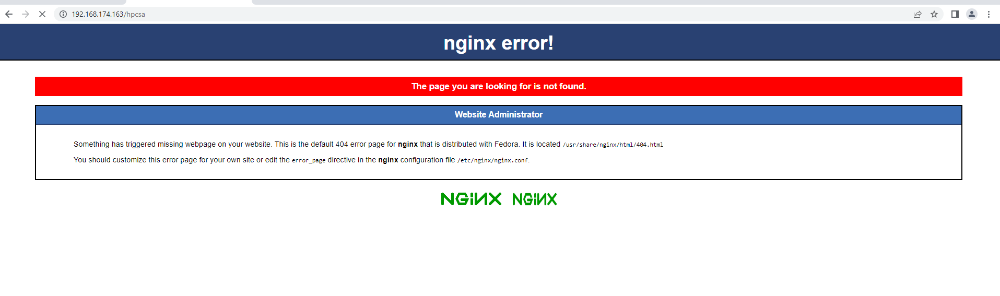 192.168.174.163/hpcsa
nginx error!
The page you are looking for is not found.
Website Administrator
Something has triggered missing webpage on your website. This is the default 404 error page for nginx that is distributed with Fedora. It is located /usr/share/nginx/html/404.html
You should customize this error page for your own site or edit the error_page directive in the nginx configuration file /etc/nginx/nginx.conf.
NGiNX NGiNX